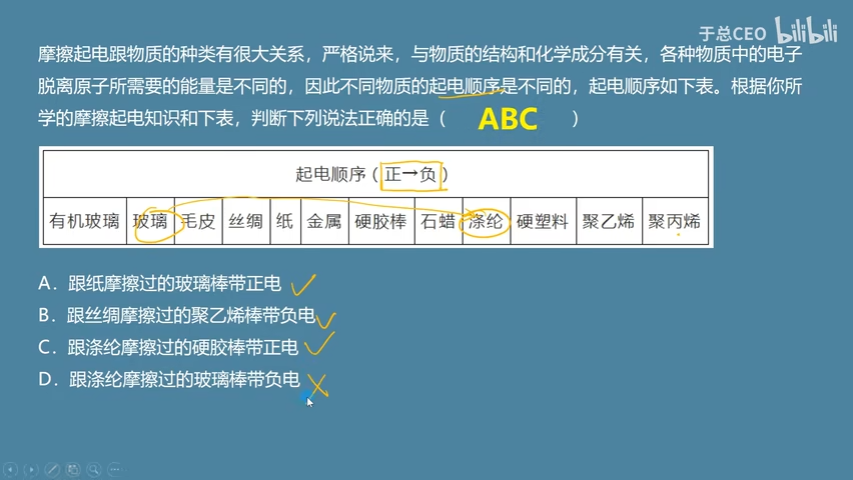 于总CEO bilibili
摩擦起电跟物质的种类有很大关系，严格说来，与物质的结构和化学成分有关，各种物质中的电子
脱离原子所需要的能量是不同的，因此不同物质的起电顺序是不同的，起电顺序如下表。根据你所
学的摩擦起电知识和下表，判断下列说法正确的是（ ABC ）
起电顺序（正→负）
有机玻璃 玻璃 毛皮 丝绸 纸 金属 硬胶棒 石蜡 涤纶 硬塑料 聚乙烯 聚丙烯
A．跟纸摩擦过的玻璃棒带正电
B．跟丝绸摩擦过的聚乙烯棒带负电
C．跟涤纶摩擦过的硬胶棒带正电
D．跟涤纶摩擦过的玻璃棒带负电